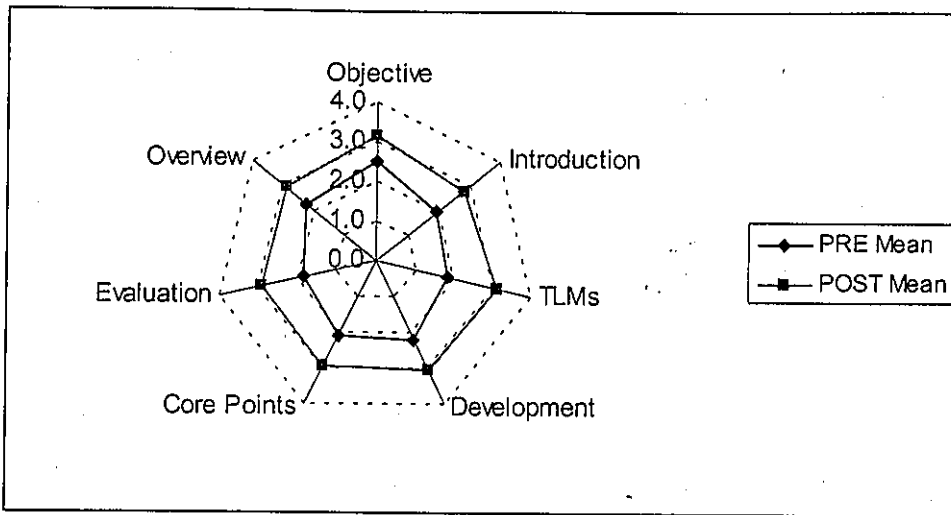 Objective
4.0
3.0
Overview
Introduction
2.0
1.0
0.0
Evaluation
TLMs
Core Points
Development
PRE Mean
POST Mean